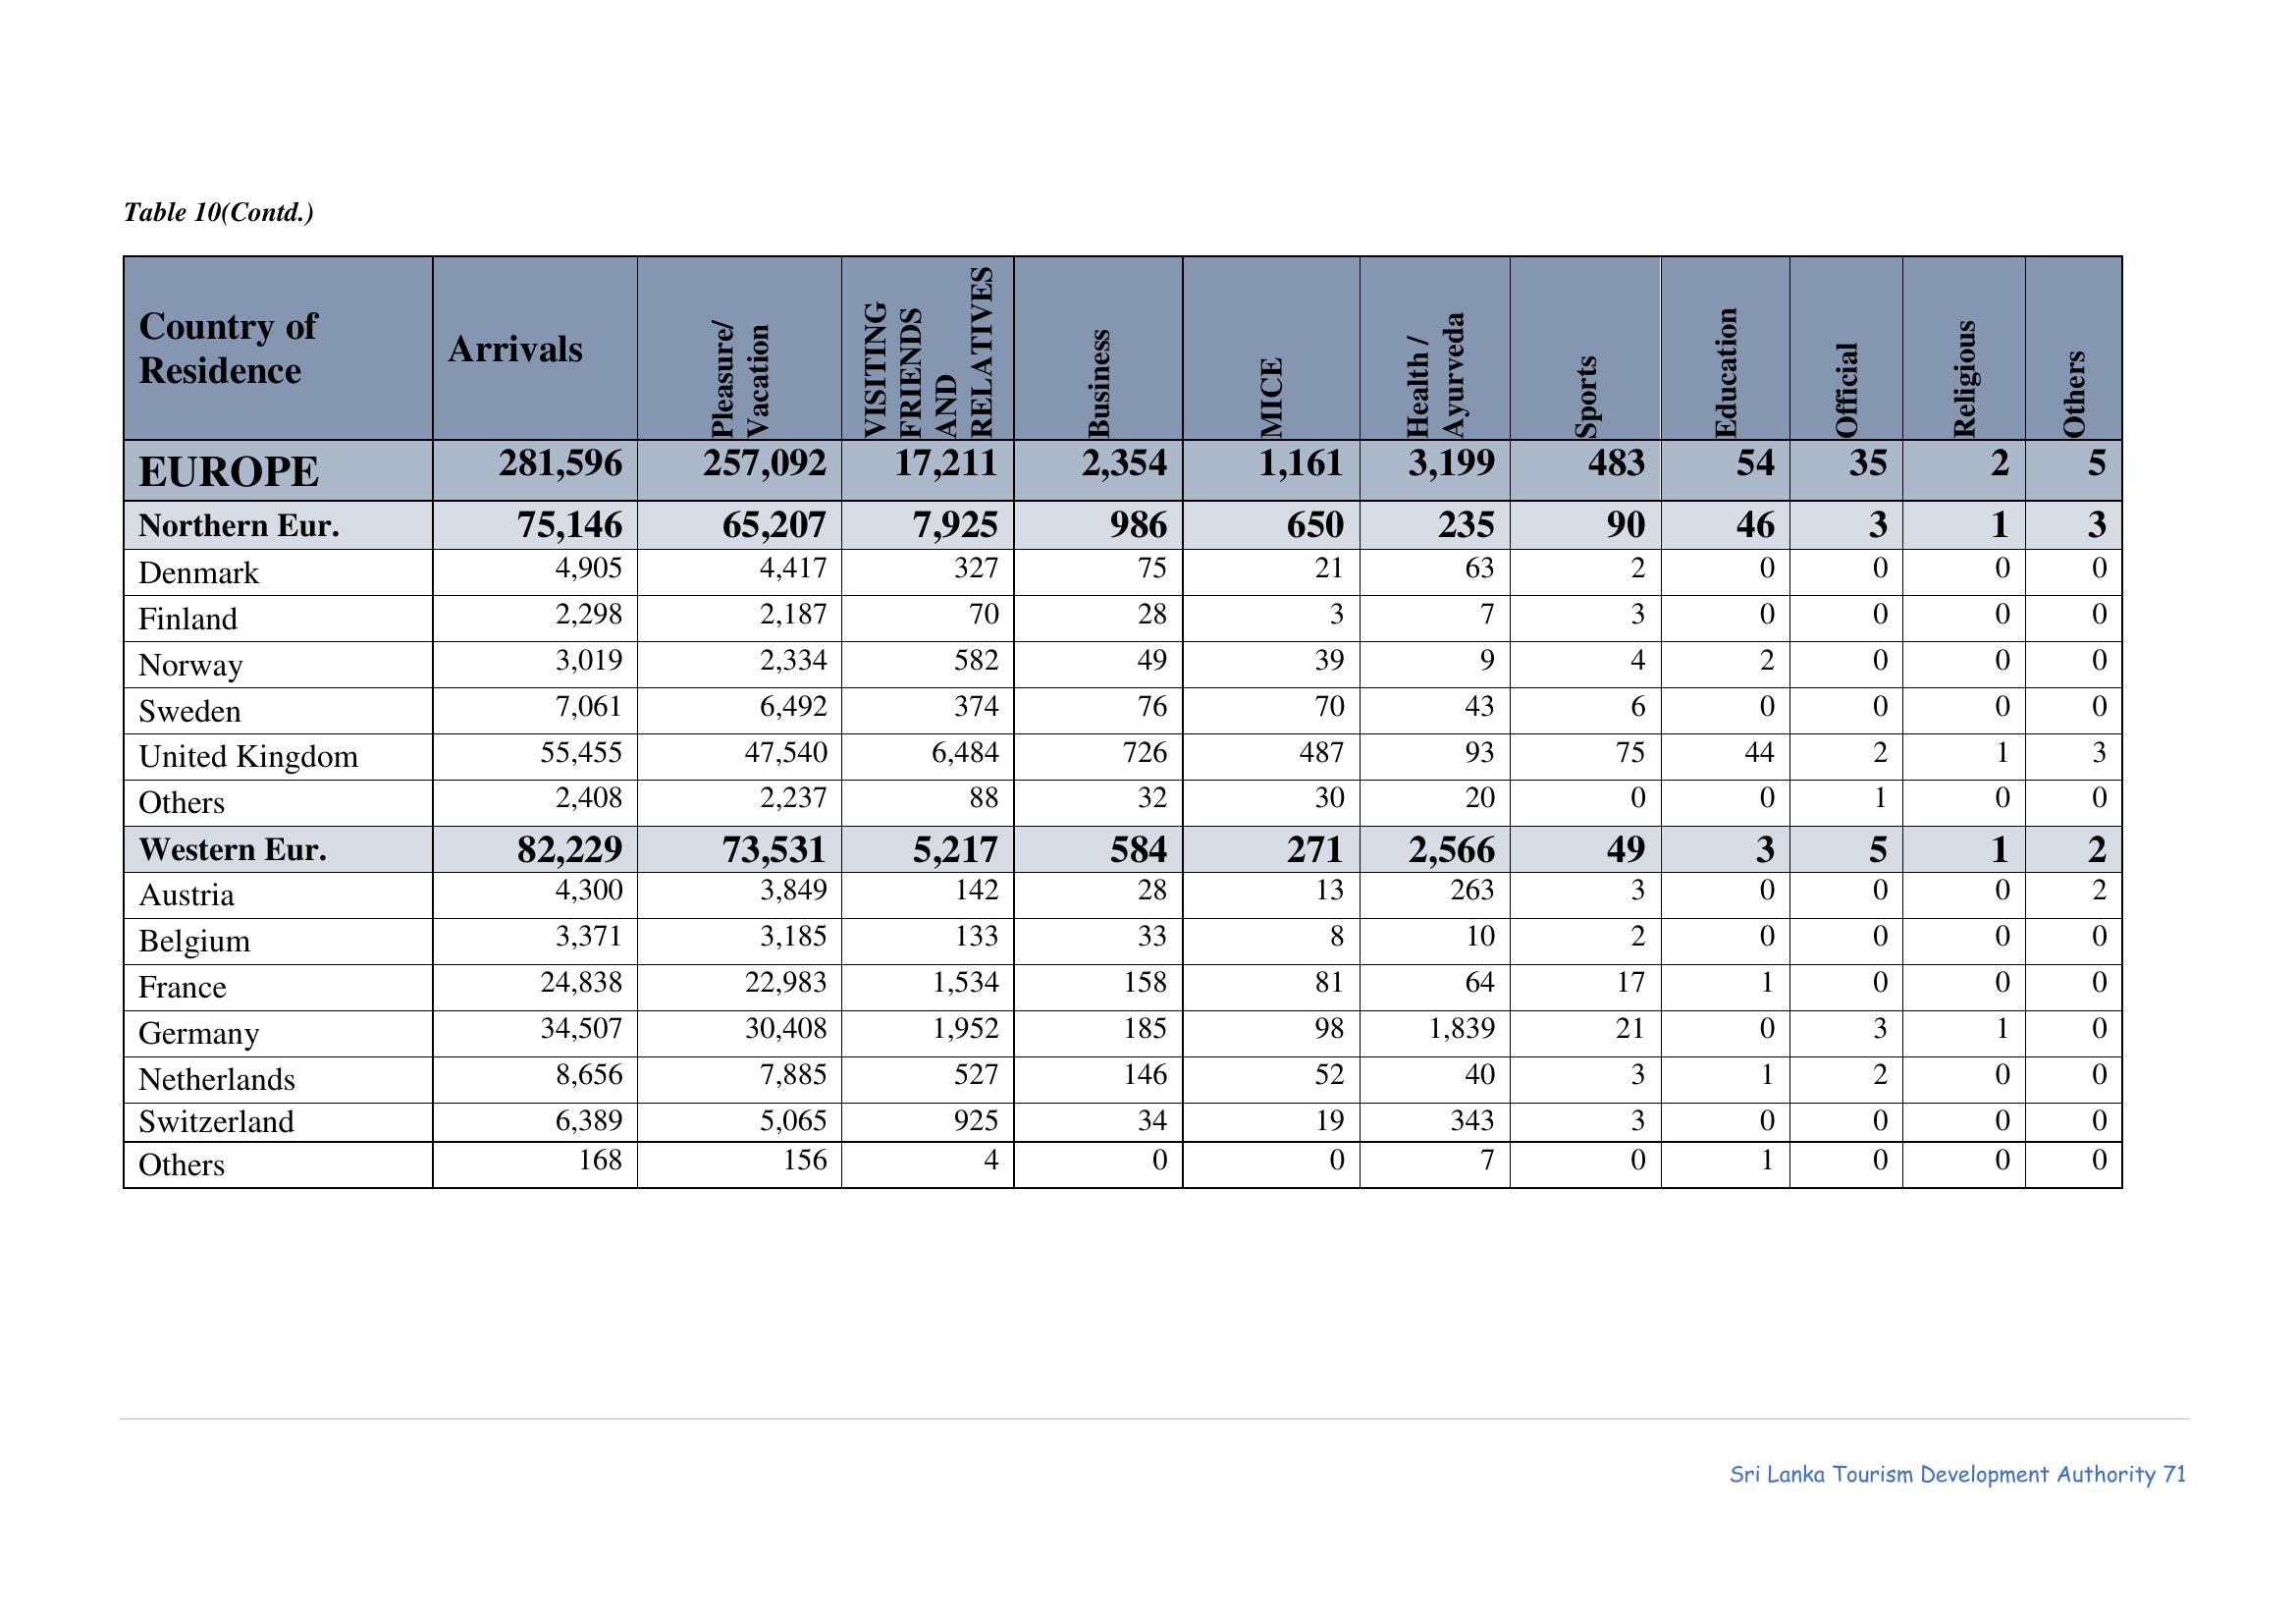 Table 10(Contd.)
Country of Residence Arrivals Pleasure/ Vacation VISITING FRIENDS AND RELATIVES Business MICE Health / Ayurveda Sports Education Official Religious Others
EUROPE 281,596 257,092 17,211 2,354 1,161 3,199 483 54 35 2 5
Northern Eur. 75,146 65,207 7,925 986 650 235 90 46 3 1 3
Denmark 4,905 4,417 327 75 21 63 2 0 0 0 0
Finland 2,298 2,187 70 28 3 7 3 0 0 0 0
Norway 3,019 2,334 582 49 39 9 4 2 0 0 0
Sweden 7,061 6,492 374 76 70 43 6 0 0 0 0
United Kingdom 55,455 47,540 6,484 726 487 93 75 44 2 1 3
Others 2,408 2,237 88 32 30 20 0 0 1 0 0
Western Eur. 82,229 73,531 5,217 584 271 2,566 49 3 5 1 2
Austria 4,300 3,849 142 28 13 263 3 0 0 0 2
Belgium 3,371 3,185 133 33 8 10 2 0 0 0 0
France 24,838 22,983 1,534 158 81 64 17 1 0 0 0
Germany 34,507 30,408 1,952 185 98 1,839 21 0 3 1 0
Netherlands 8,656 7,885 527 146 52 40 3 1 2 0 0
Switzerland 6,389 5,065 925 34 19 343 3 0 0 0 0
Others 168 156 4 0 0 7 0 1 0 0 0
Sri Lanka Tourism Development Authority 71